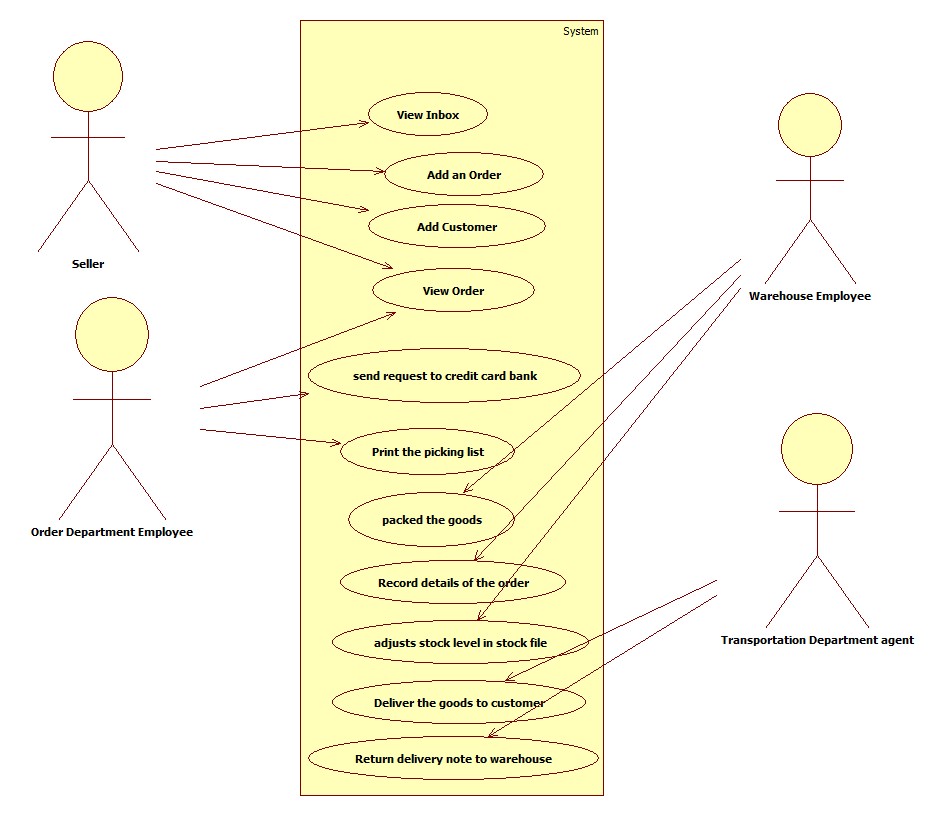 System
View Inbox
Add an Order
Add Customer
View Order
send request to credit card bank
Print the picking list
packed the goods
Record details of the order
adjusts stock level in stock file
Deliver the goods to customer
Return delivery note to warehouse
Seller
Order Department Employee
Warehouse Employee
Transportation Department agent